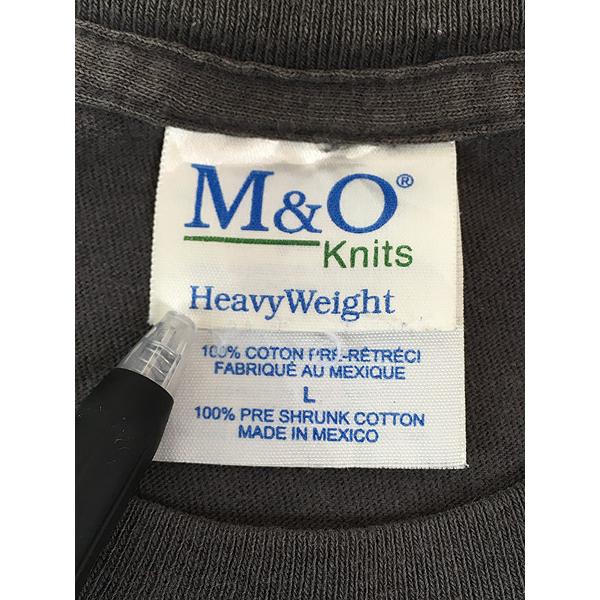 M&O®
Knits
HeavyWeight
100% COTON PRE-RÉTRÉCI
FABRIQUÉ AU MEXIQUE
L
100% PRE SHRUNK COTTON
MADE IN MEXICO